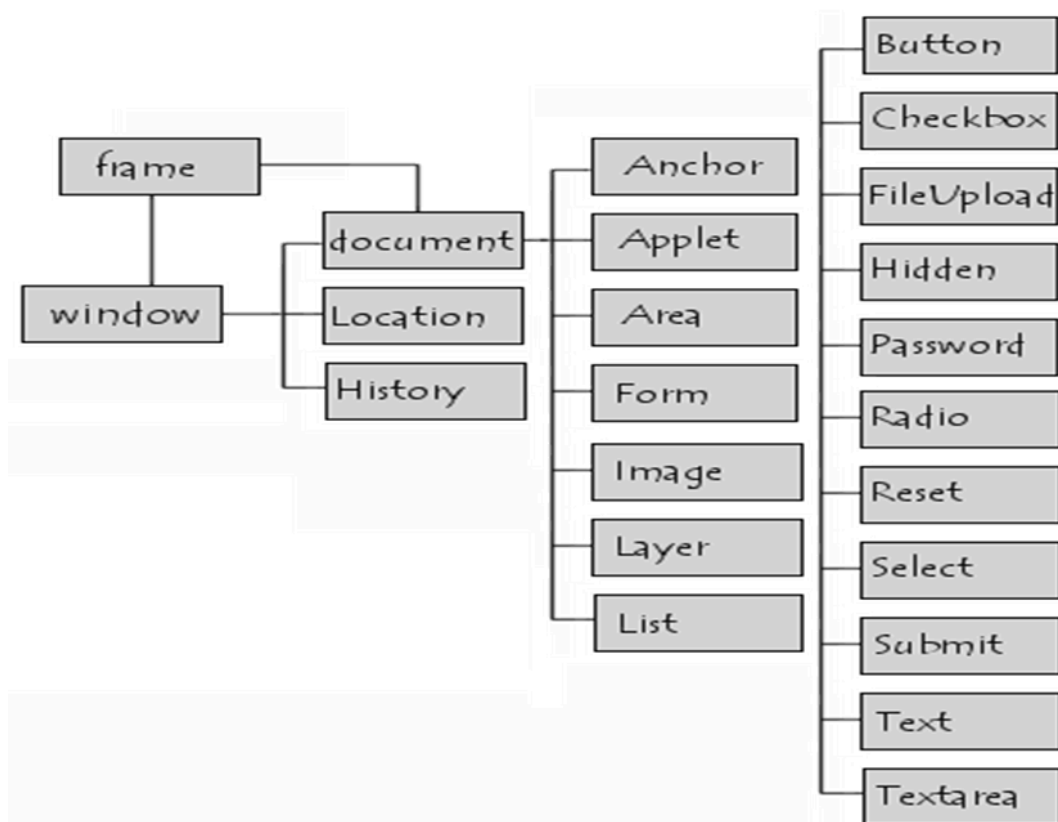 frame
window
document
Location
History
Anchor
Applet
Area
Form
Image
Layer
List
Button
Checkbox
FileUpload
Hidden
Password
Radio
Reset
Select
Submit
Text
Textarea